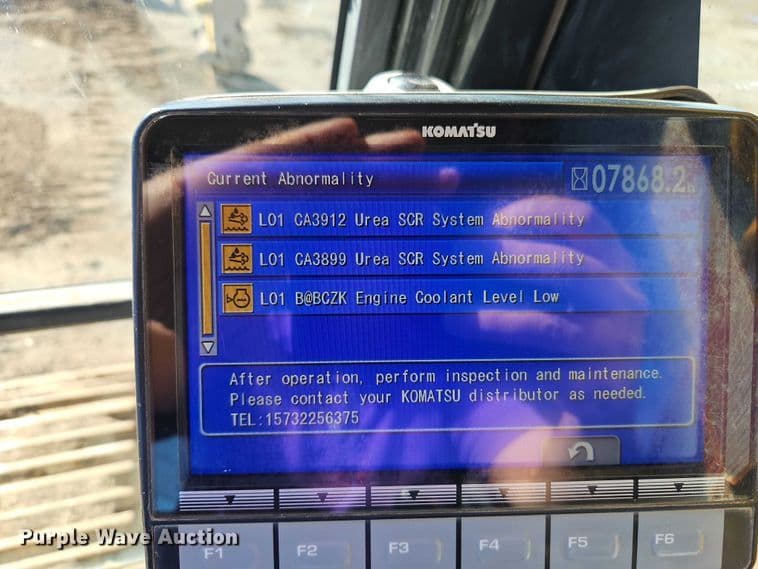 KOMATSU
Current Abnormality 07868.2h
L01 CA3912 Urea SCR System Abnormality
L01 CA3899 Urea SCR System Abnormality
L01 B@BCZK Engine Coolant Level Low
After operation, perform inspection and maintenance.
Please contact your KOMATSU distributor as needed.
TEL:15732256375
F1 F2 F3 F4 F5 F6
Purple Wave Auction